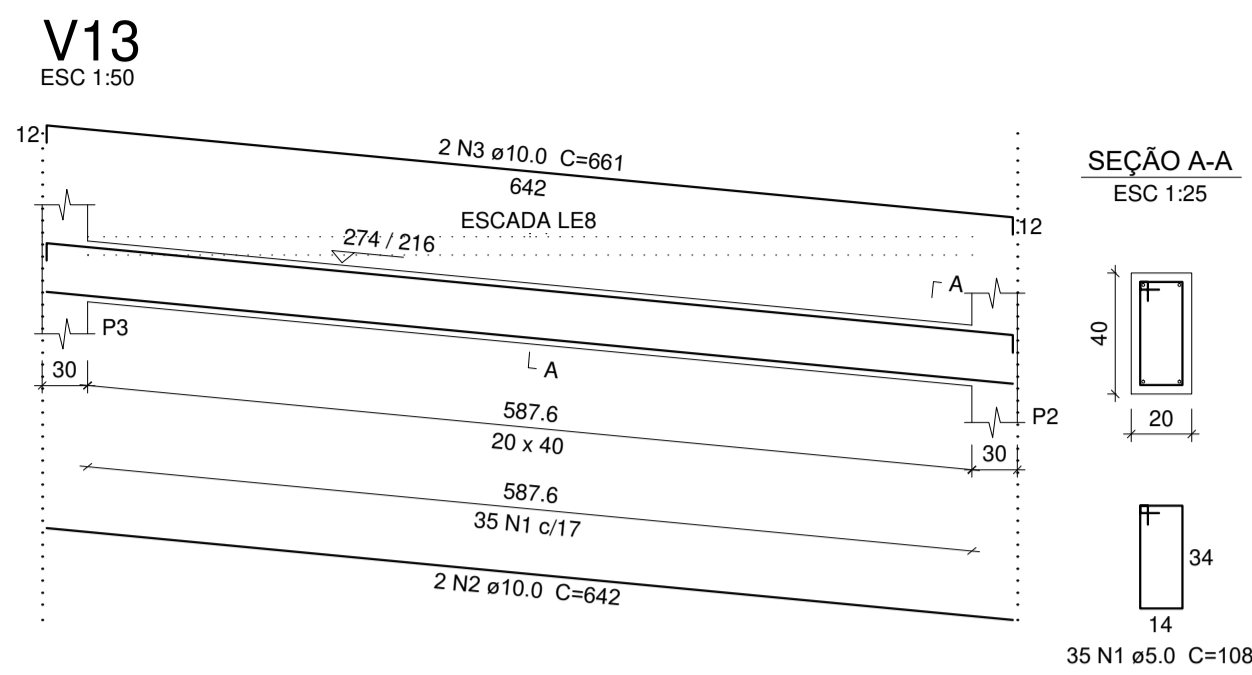 V13
ESC 1:50
12
2 N3 ø10.0 C=661
642
12
ESCADA LE8
274 / 216
A
P3
A
30
587.6
20 x 40
P2
30
587.6
35 N1 c/17
2 N2 ø10.0 C=642
SEÇÃO A-A
ESC 1:25
40
20
34
14
35 N1 ø5.0 C=108